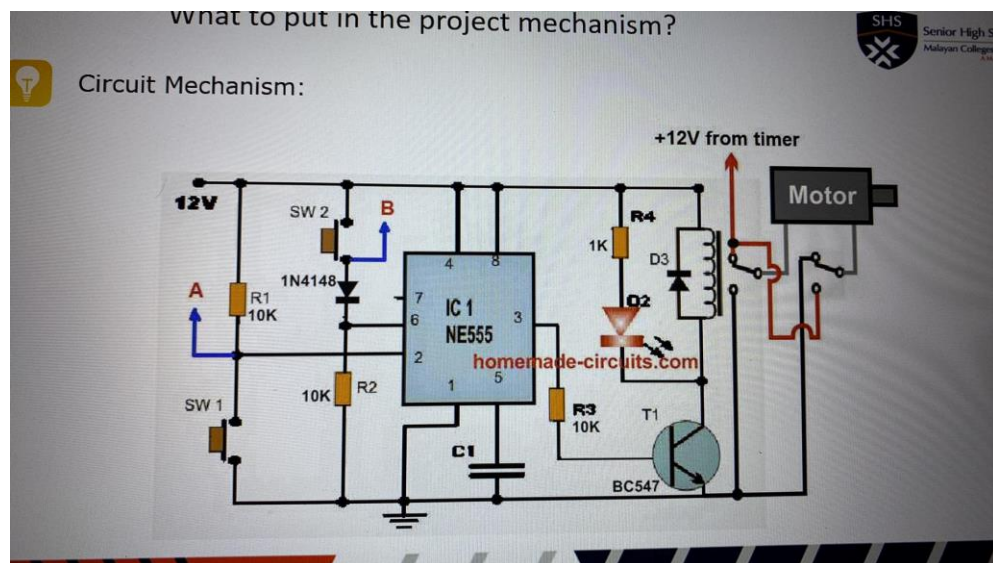 What to put in the project mechanism?
SHS
Senior High S
Malayan Colleges
Circuit Mechanism:
+12V from timer
Motor
12V
SW 2
B
R4
1K
D3
1N4148
4
8
A
R1
10K
7
IC 1
NE555
6
3
D2
2
homemade-circuits.com
10K
R2
1
5
SW 1
R3
10K
T1
C1
BC547